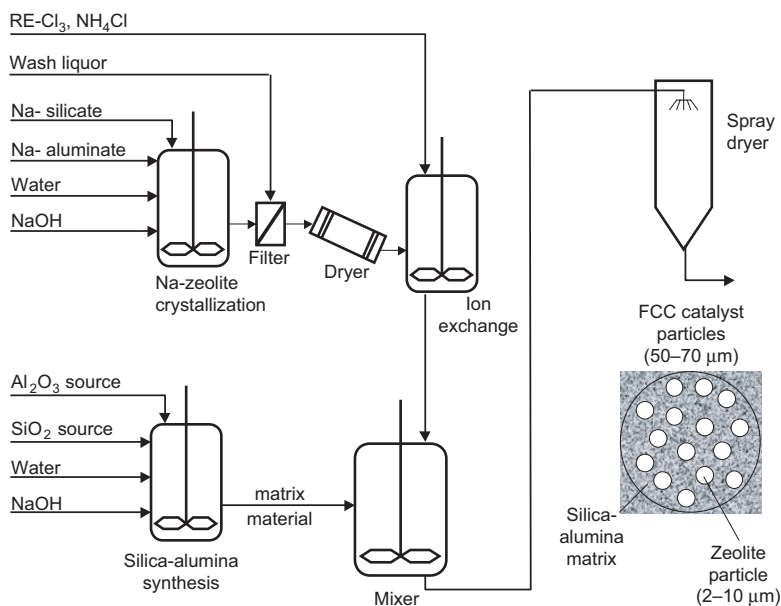 RE-Cl₃, NH₄Cl
Wash liquor
Na- silicate
Na- aluminate
Water
NaOH
Filter
Dryer
Na-zeolite
crystallization
Ion
exchange
Spray
dryer
FCC catalyst
particles
(50–70 μm)
Al₂O₃ source
SiO₂ source
Water
NaOH
matrix
material
Silica-alumina
synthesis
Mixer
Silica-
alumina
matrix
Zeolite
particle
(2–10 μm)